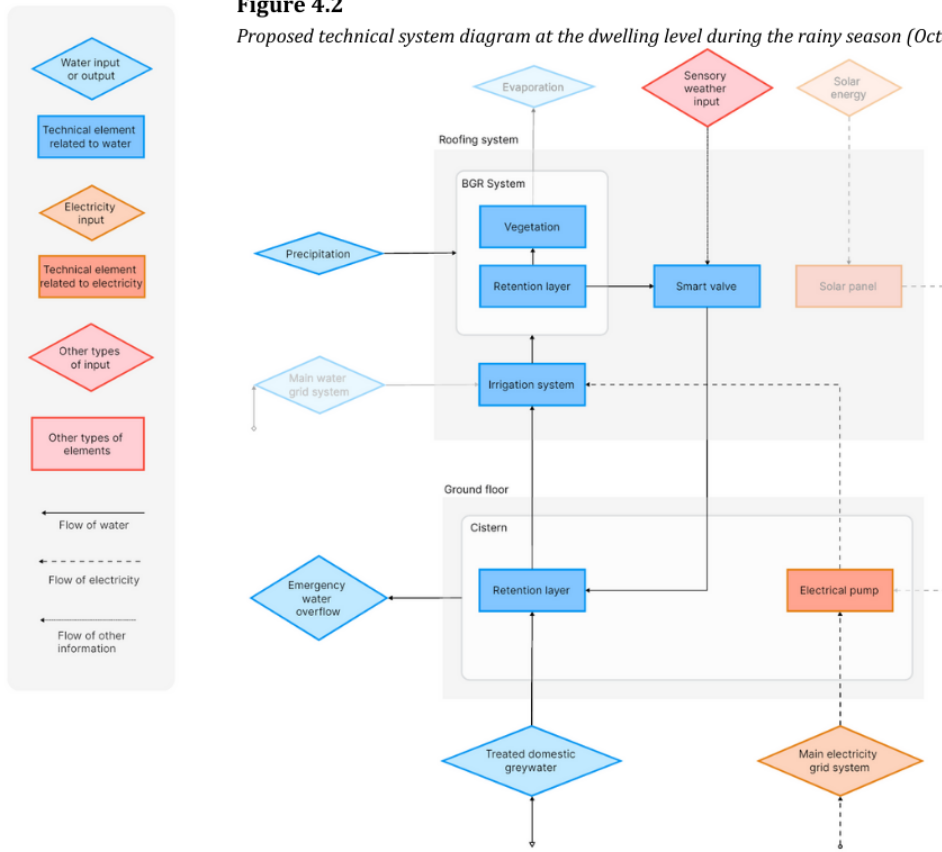 Figure 4.2
Proposed technical system diagram at the dwelling level during the rainy season (Oct
Water input
or output
Technical element
related to water
Electricity
input
Technical element
related to electricity
Other types
of input
Other types of
elements
Flow of water
Flow of electricity
Flow of other
information
Evaporation
Sensory
weather
input
Solar
energy
Roofing system
BGR System
Vegetation
Precipitation
Retention layer
Smart valve
Solar panel
Main water
grid system
Irrigation system
Ground floor
Cistern
Emergency
water
overflow
Retention layer
Electrical pump
Treated domestic
greywater
Main electricity
grid system